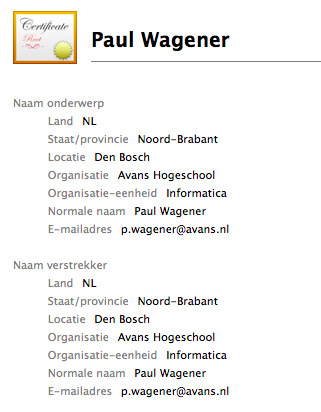 Certificate
Root
Paul Wagener
Naam onderwerp
Land NL
Staat/provincie Noord-Brabant
Locatie Den Bosch
Organisatie Avans Hogeschool
Organisatie-eenheid Informatica
Normale naam Paul Wagener
E-mailadres p.wagener@avans.nl
Naam verstrekker
Land NL
Staat/provincie Noord-Brabant
Locatie Den Bosch
Organisatie Avans Hogeschool
Organisatie-eenheid Informatica
Normale naam Paul Wagener
E-mailadres p.wagener@avans.nl